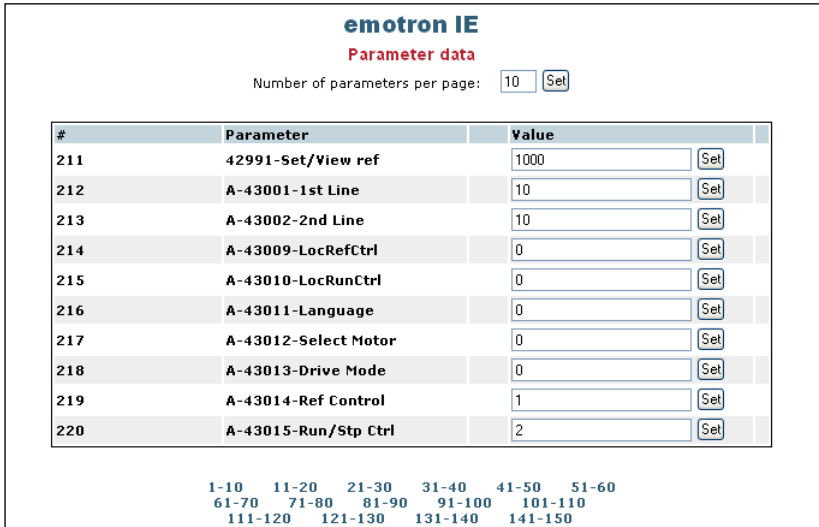 emotron IE
Parameter data
Number of parameters per page: 10 Set
# Parameter Value
211 42991-Set/View ref 1000 Set
212 A-43001-1st Line 10 Set
213 A-43002-2nd Line 10 Set
214 A-43009-LocRefCtrl 0 Set
215 A-43010-LocRunCtrl 0 Set
216 A-43011-Language 0 Set
217 A-43012-Select Motor 0 Set
218 A-43013-Drive Mode 0 Set
219 A-43014-Ref Control 1 Set
220 A-43015-Run/Stp Ctrl 2 Set
1-10 11-20 21-30 31-40 41-50 51-60
61-70 71-80 81-90 91-100 101-110
111-120 121-130 131-140 141-150